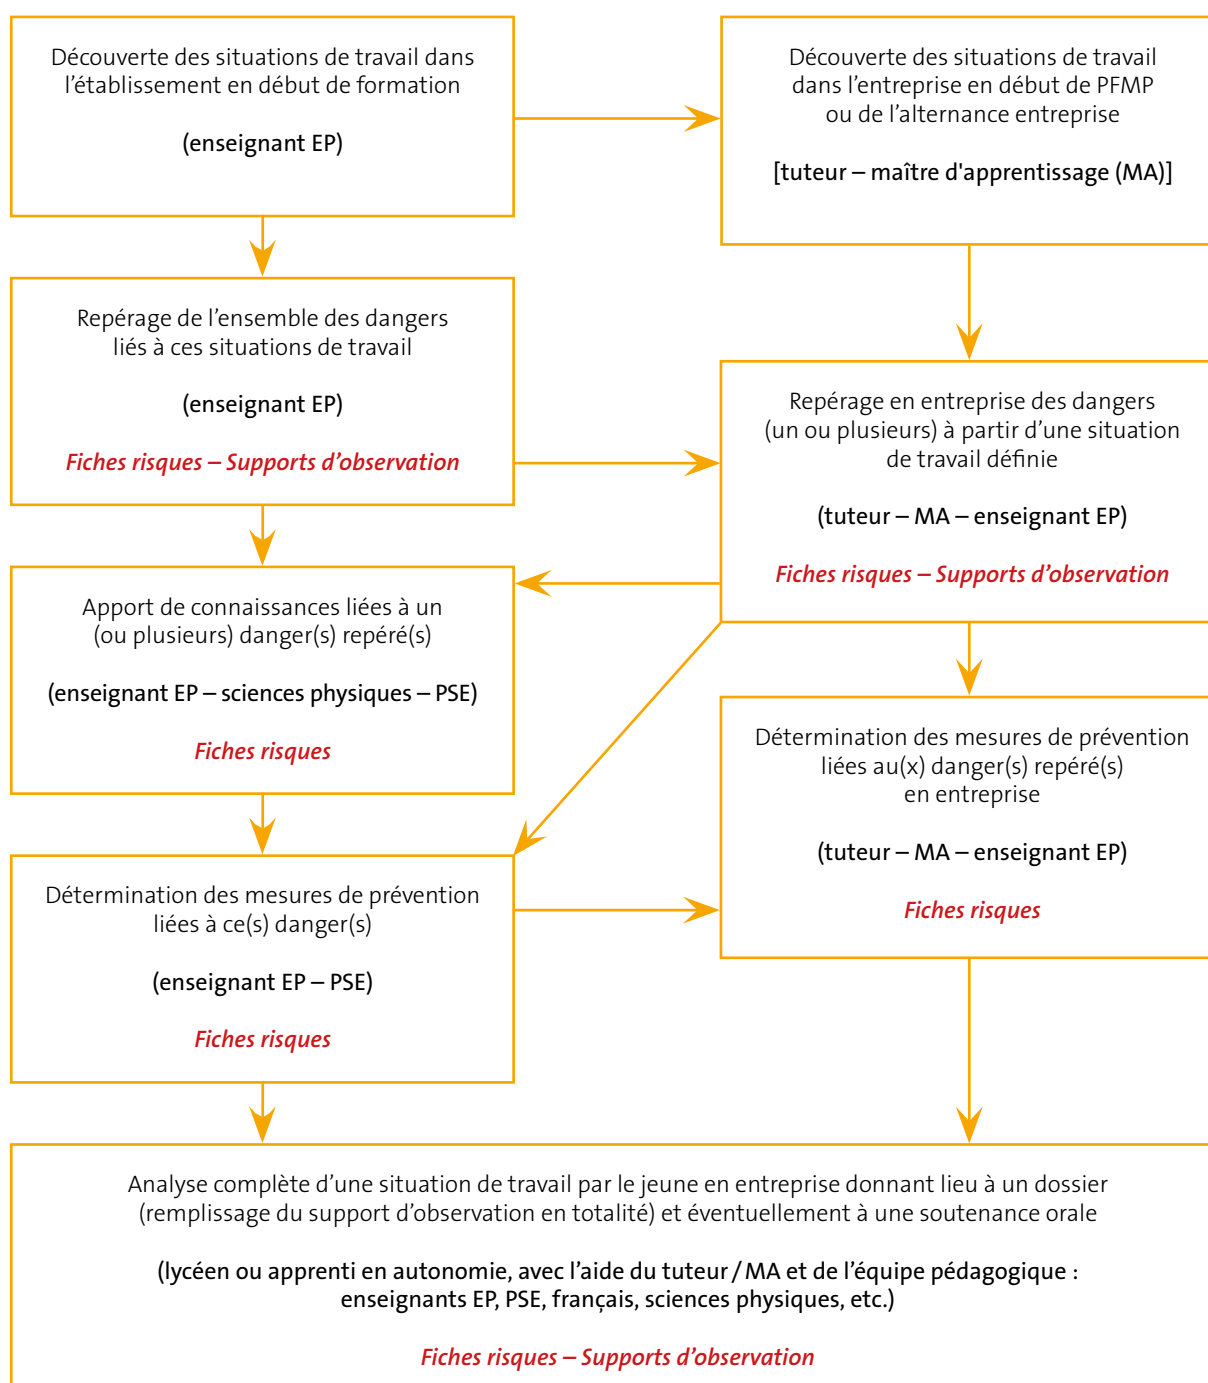 Découverte des situations de travail dans
l’établissement en début de formation
(enseignant EP)
Découverte des situations de travail
dans l’entreprise en début de PFMP
ou de l’alternance entreprise
[tuteur – maître d'apprentissage (MA)]
Repérage de l’ensemble des dangers
liés à ces situations de travail
(enseignant EP)
Fiches risques – Supports d’observation
Repérage en entreprise des dangers
(un ou plusieurs) à partir d’une situation
de travail définie
(tuteur – MA – enseignant EP)
Fiches risques – Supports d’observation
Apport de connaissances liées à un
(ou plusieurs) danger(s) repéré(s)
(enseignant EP – sciences physiques – PSE)
Fiches risques
Détermination des mesures de prévention
liées au(x) danger(s) repéré(s)
en entreprise
(tuteur – MA – enseignant EP)
Fiches risques
Détermination des mesures de prévention
liées à ce(s) danger(s)
(enseignant EP – PSE)
Fiches risques
Analyse complète d’une situation de travail par le jeune en entreprise donnant lieu à un dossier
(remplissage du support d’observation en totalité) et éventuellement à une soutenance orale
(lycéen ou apprenti en autonomie, avec l’aide du tuteur / MA et de l’équipe pédagogique :
enseignants EP, PSE, français, sciences physiques, etc.)
Fiches risques – Supports d’observation